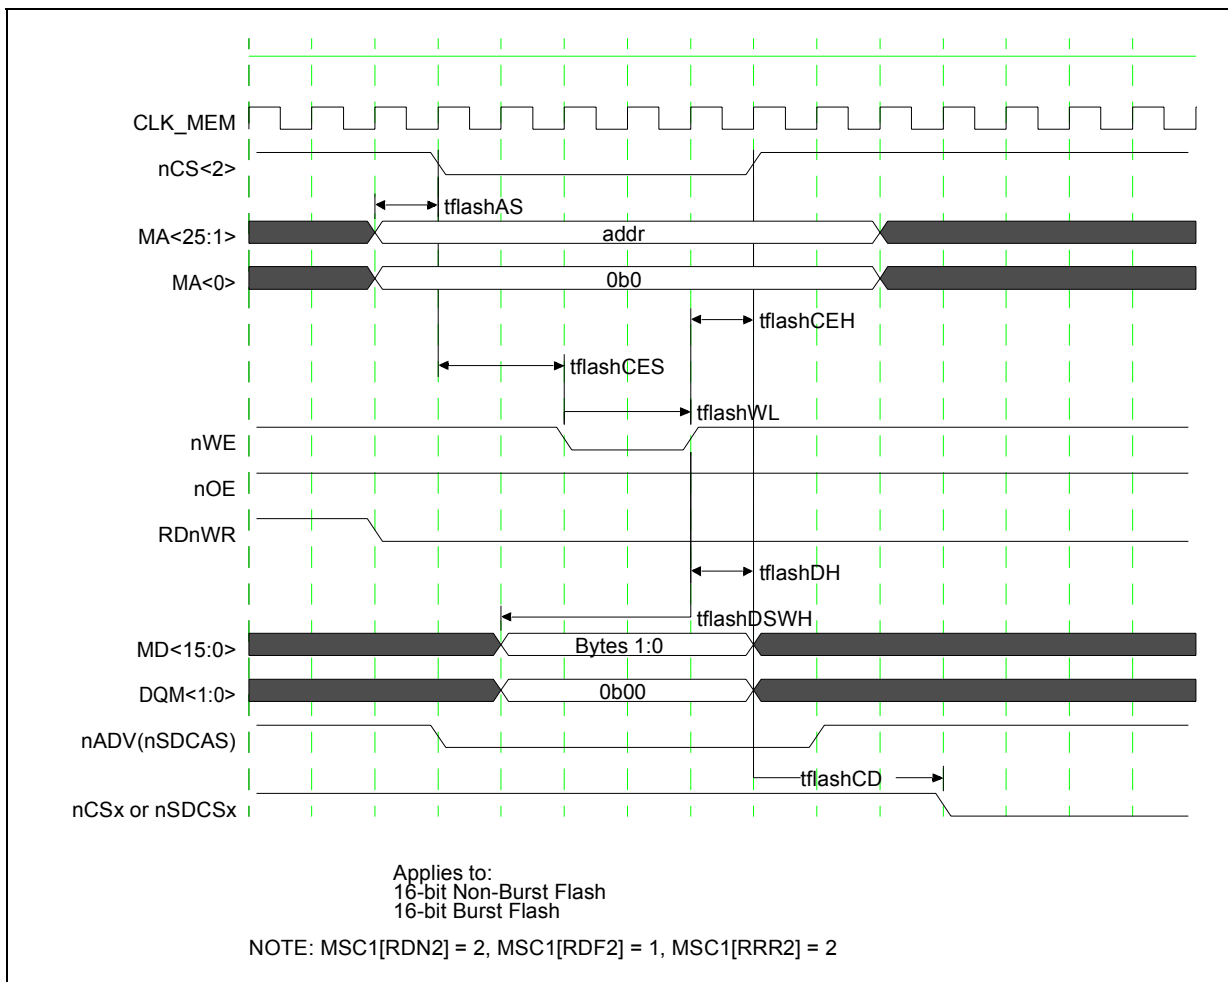 CLK_MEM
nCS<2>
tflashAS
MA<25:1>
addr
MA<0>
0b0
tflashCEH
tflashCES
tflashWL
nWE
nOE
RDnWR
tflashDH
tflashDSWH
MD<15:0>
Bytes 1:0
DQM<1:0>
0b00
nADV(nSDCAS)
tflashCD
nCSx or nSDCSx
Applies to:
16-bit Non-Burst Flash
16-bit Burst Flash
NOTE: MSC1[RDN2] = 2, MSC1[RDF2] = 1, MSC1[RRR2] = 2